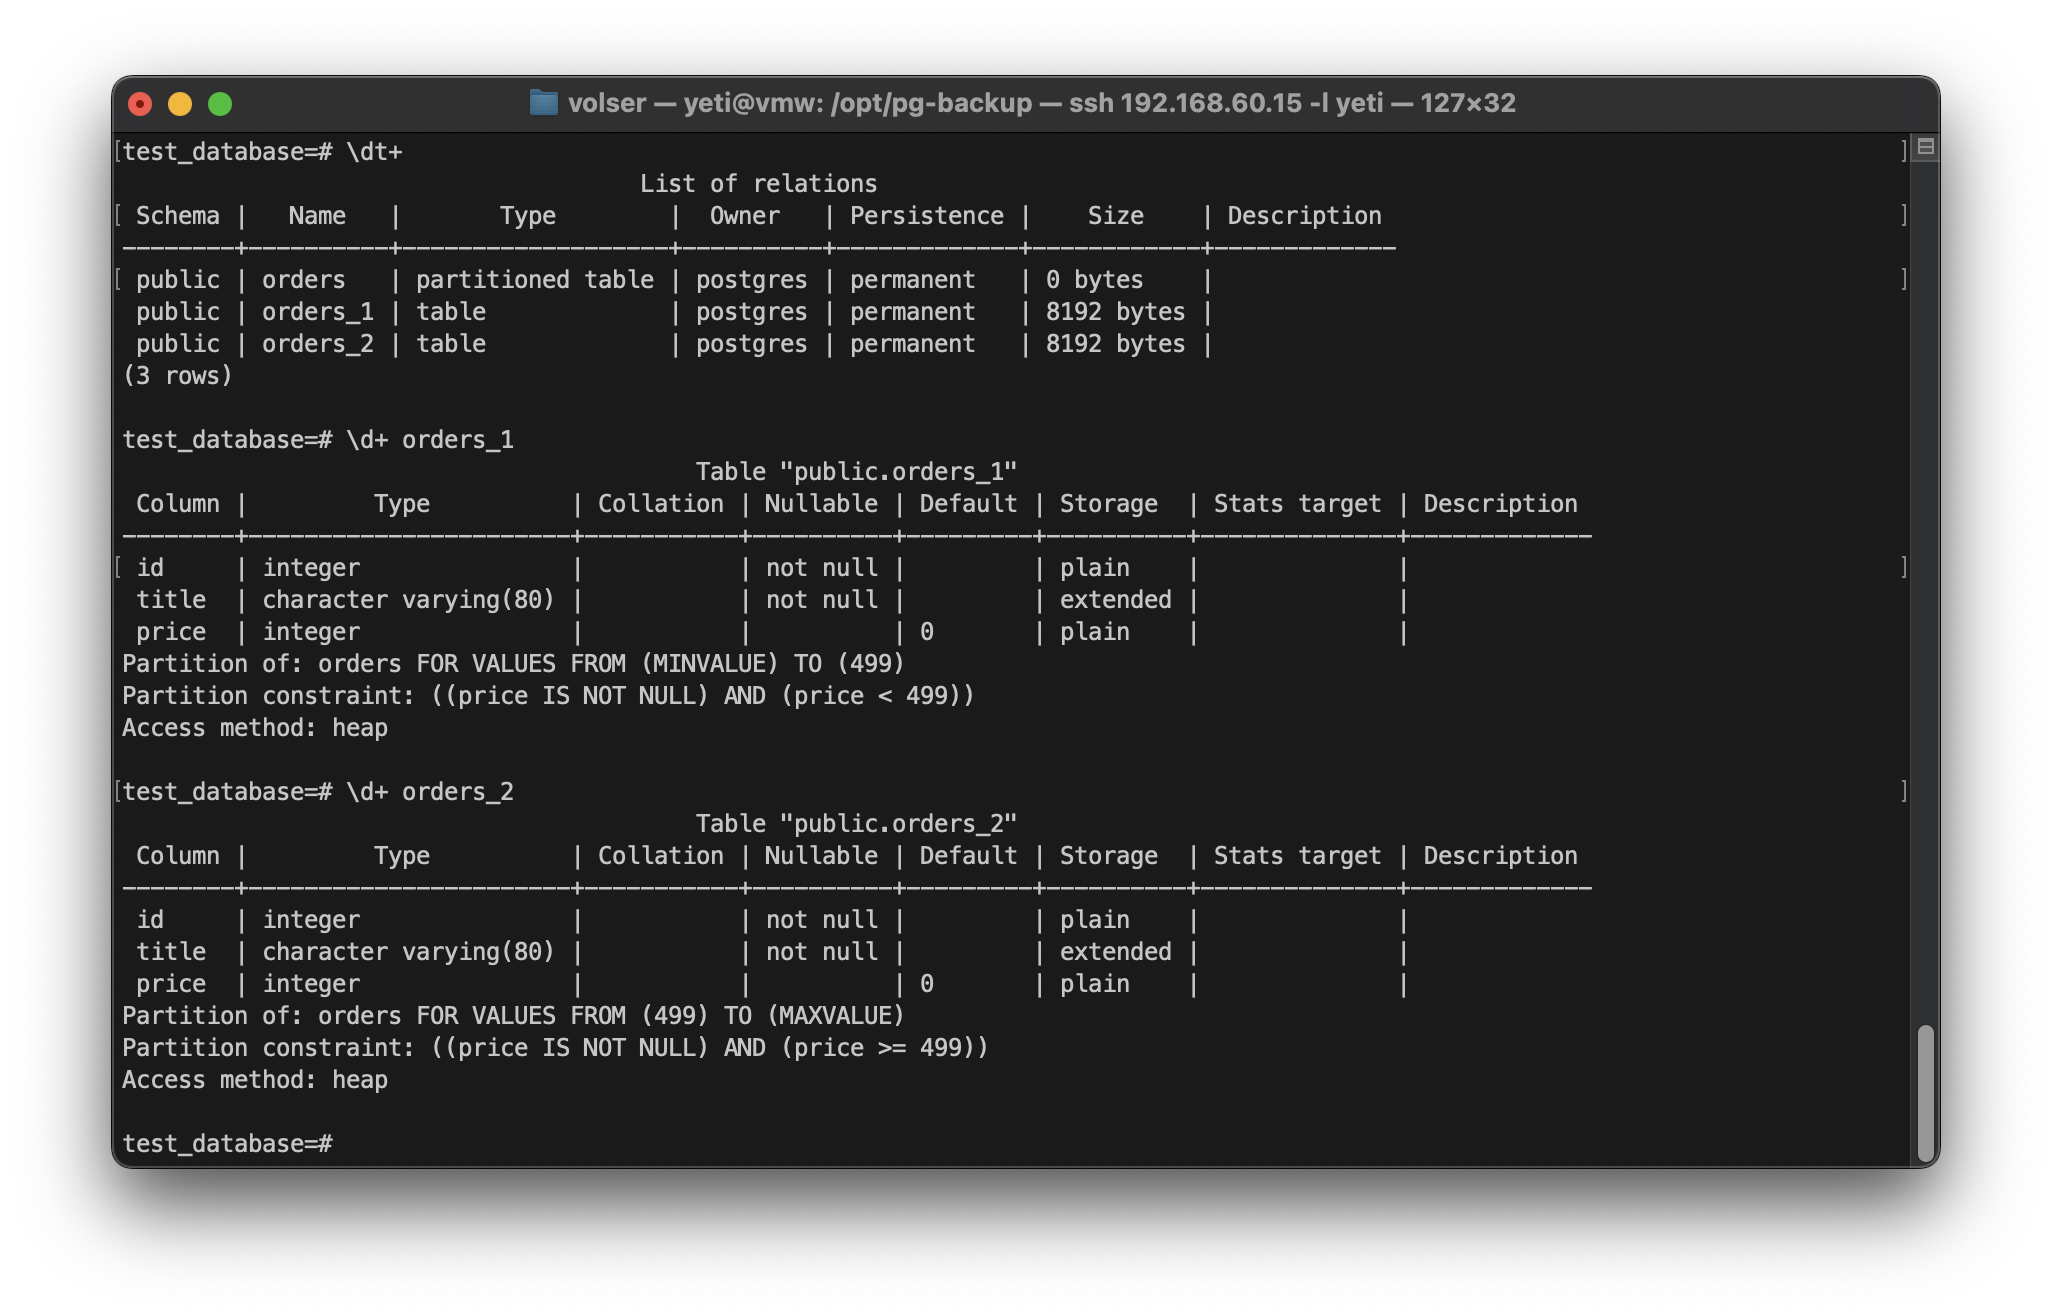 volser — yeti@vmw: /opt/pg-backup — ssh 192.168.60.15 -l yeti — 127×32
[test_database=# \dt+ ]
                                     List of relations
[ Schema |   Name   |       Type        |  Owner   | Persistence |    Size    | Description ]
--------+----------+-------------------+----------+-------------+------------+-------------
[ public | orders   | partitioned table | postgres | permanent   | 0 bytes    | ]
 public | orders_1 | table             | postgres | permanent   | 8192 bytes |
 public | orders_2 | table             | postgres | permanent   | 8192 bytes |
(3 rows)
test_database=# \d+ orders_1
                                         Table "public.orders_1"
 Column |         Type          | Collation | Nullable | Default | Storage  | Stats target | Description
--------+-----------------------+-----------+----------+---------+----------+--------------+-------------
[ id     | integer               |           | not null |         | plain    |              | ]
 title  | character varying(80) |           | not null |         | extended |              |
 price  | integer               |           |          | 0       | plain    |              |
Partition of: orders FOR VALUES FROM (MINVALUE) TO (499)
Partition constraint: ((price IS NOT NULL) AND (price < 499))
Access method: heap
[test_database=# \d+ orders_2 ]
                                         Table "public.orders_2"
 Column |         Type          | Collation | Nullable | Default | Storage  | Stats target | Description
--------+-----------------------+-----------+----------+---------+----------+--------------+-------------
 id     | integer               |           | not null |         | plain    |              |
 title  | character varying(80) |           | not null |         | extended |              |
 price  | integer               |           |          | 0       | plain    |              |
Partition of: orders FOR VALUES FROM (499) TO (MAXVALUE)
Partition constraint: ((price IS NOT NULL) AND (price >= 499))
Access method: heap
test_database=#